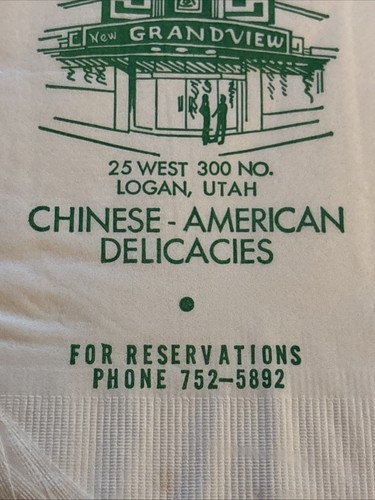 New GRANDVIEW
25 WEST 300 NO.
LOGAN, UTAH
CHINESE - AMERICAN
DELICACIES
FOR RESERVATIONS
PHONE 752-5892